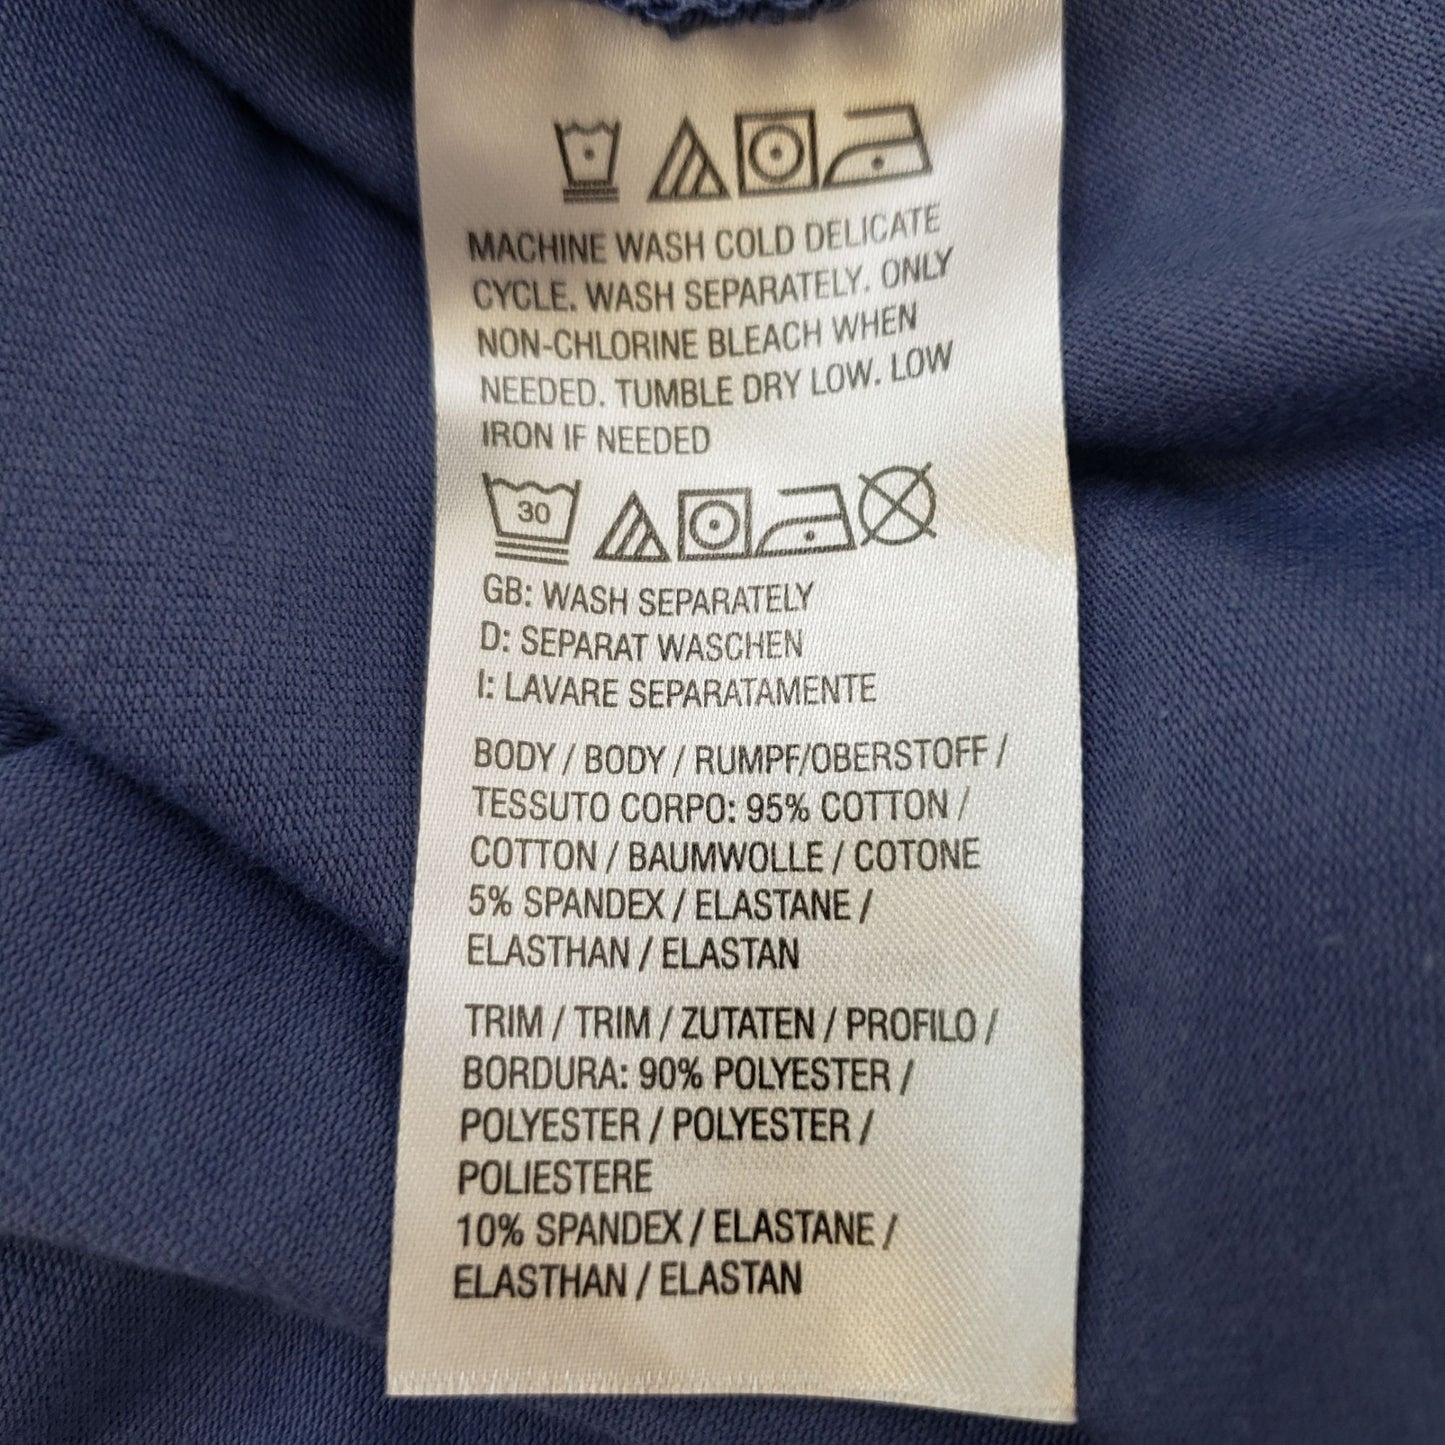 MACHINE WASH COLD DELICATE
CYCLE. WASH SEPARATELY. ONLY
NON-CHLORINE BLEACH WHEN
NEEDED. TUMBLE DRY LOW. LOW
IRON IF NEEDED
30
GB: WASH SEPARATELY
D: SEPARAT WASCHEN
I: LAVARE SEPARATAMENTE
BODY / BODY / RUMPF/OBERSTOFF /
TESSUTO CORPO: 95% COTTON /
COTTON / BAUMWOLLE / COTONE
5% SPANDEX / ELASTANE /
ELASTHAN / ELASTAN
TRIM / TRIM / ZUTATEN / PROFILO /
BORDURA: 90% POLYESTER /
POLYESTER / POLYESTER /
POLIESTERE
10% SPANDEX / ELASTANE /
ELASTHAN / ELASTAN